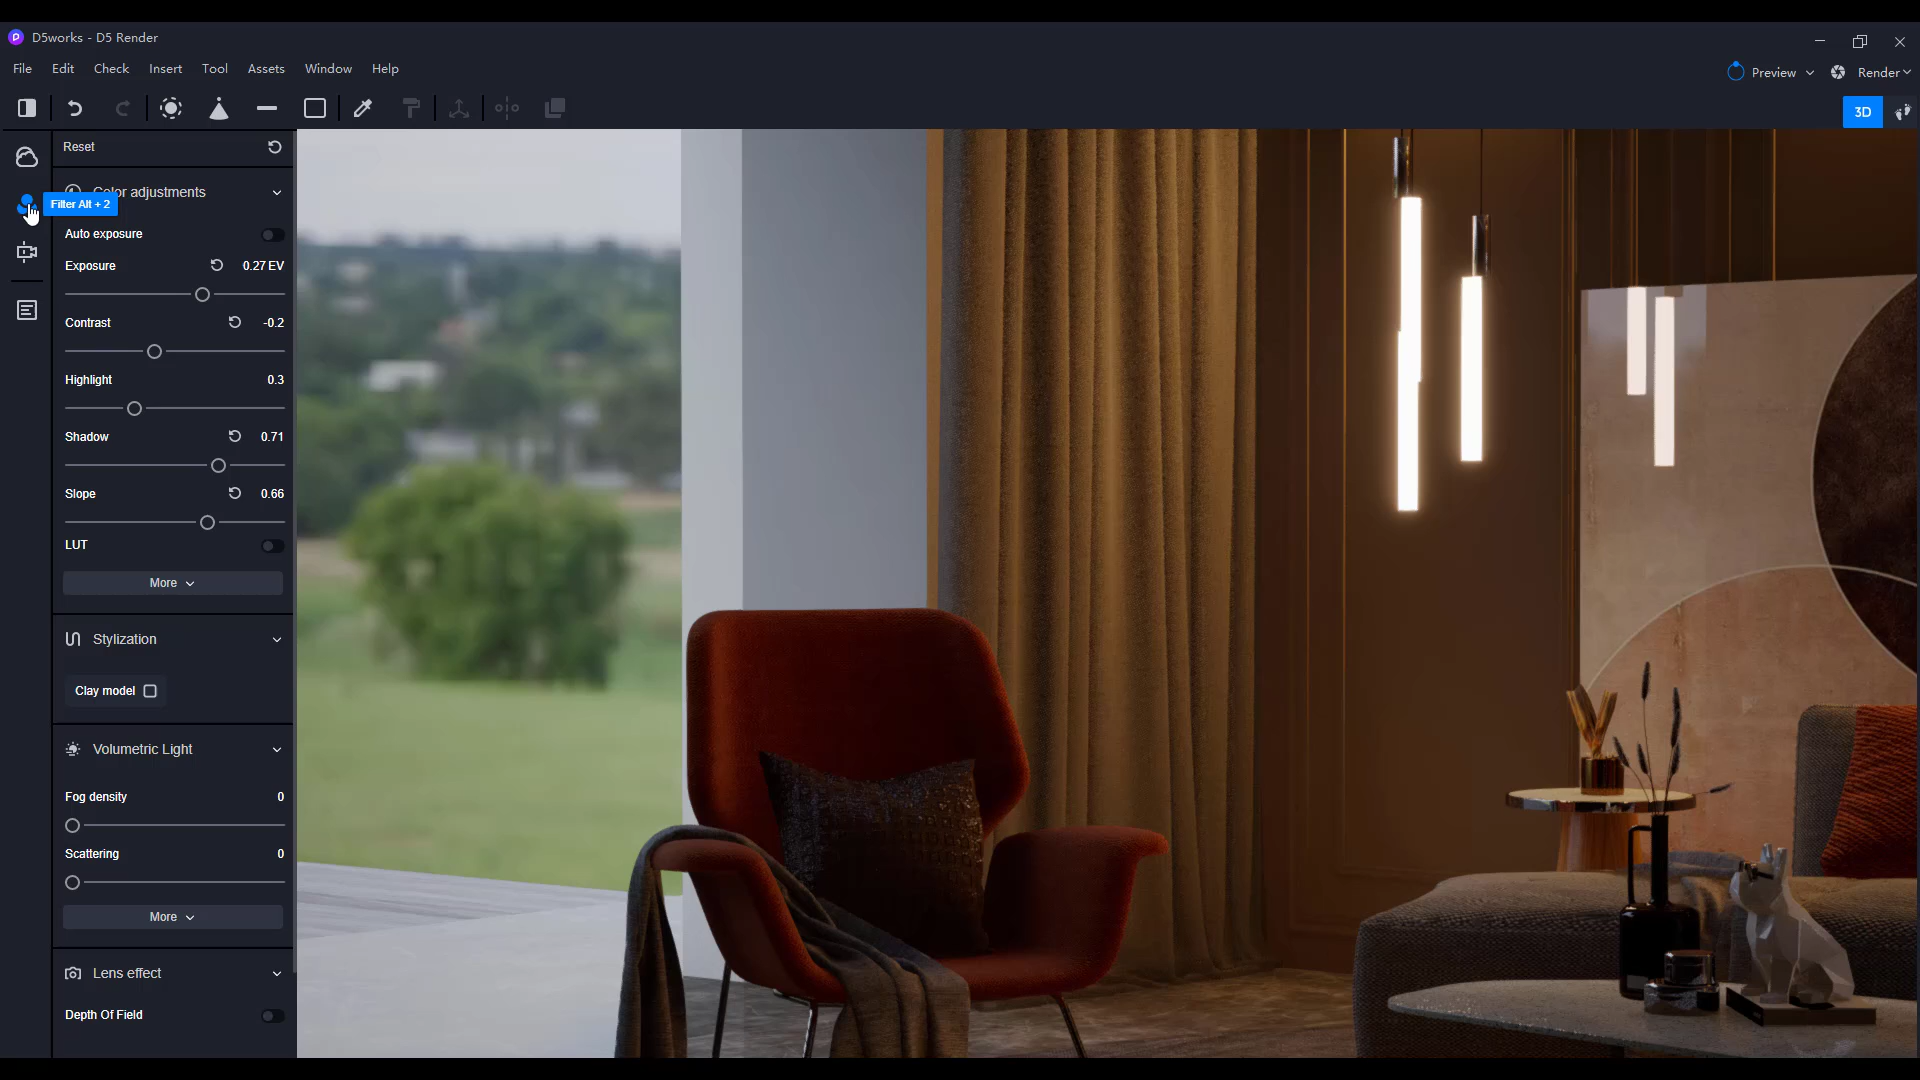 D5works - D5 Render
File Edit Check Insert Tool Assets Window Help
Preview Render
3D
Reset
Color adjustments
Filter Alt + 2
Auto exposure
Exposure 0.27 EV
Contrast -0.2
Highlight 0.3
Shadow 0.71
Slope 0.66
LUT
More
Stylization
Clay model
Volumetric Light
Fog density 0
Scattering 0
More
Lens effect
Depth Of Field